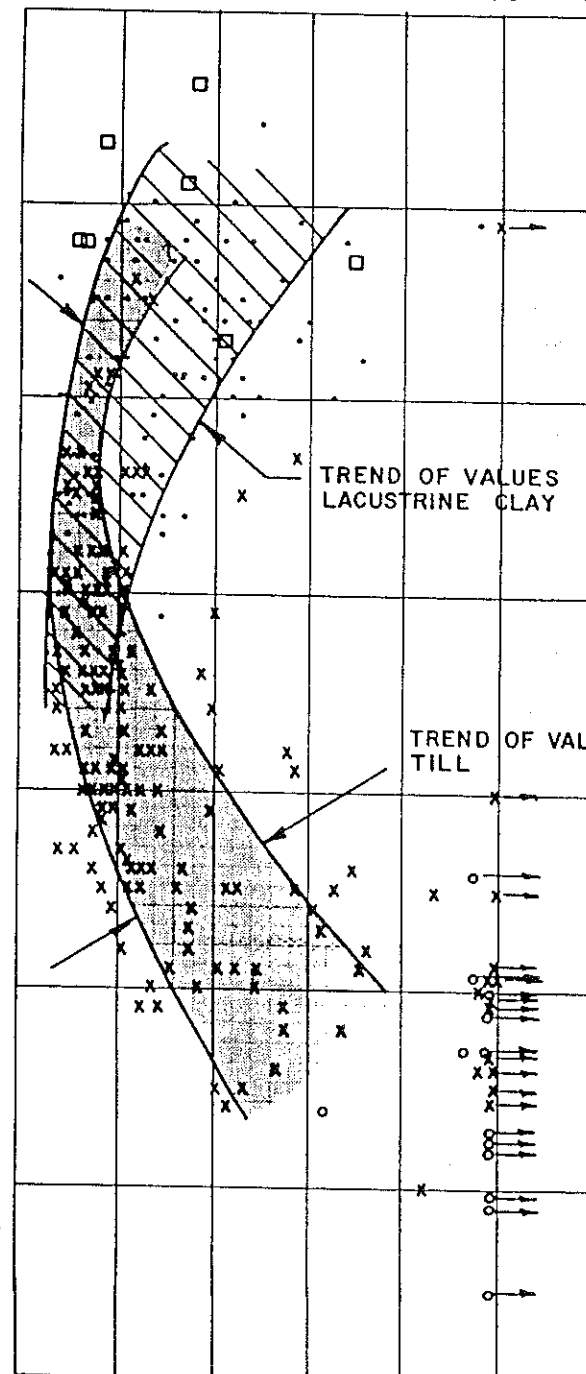 TREND OF VALUES
LACUSTRINE CLAY
TREND OF VAL
TILL